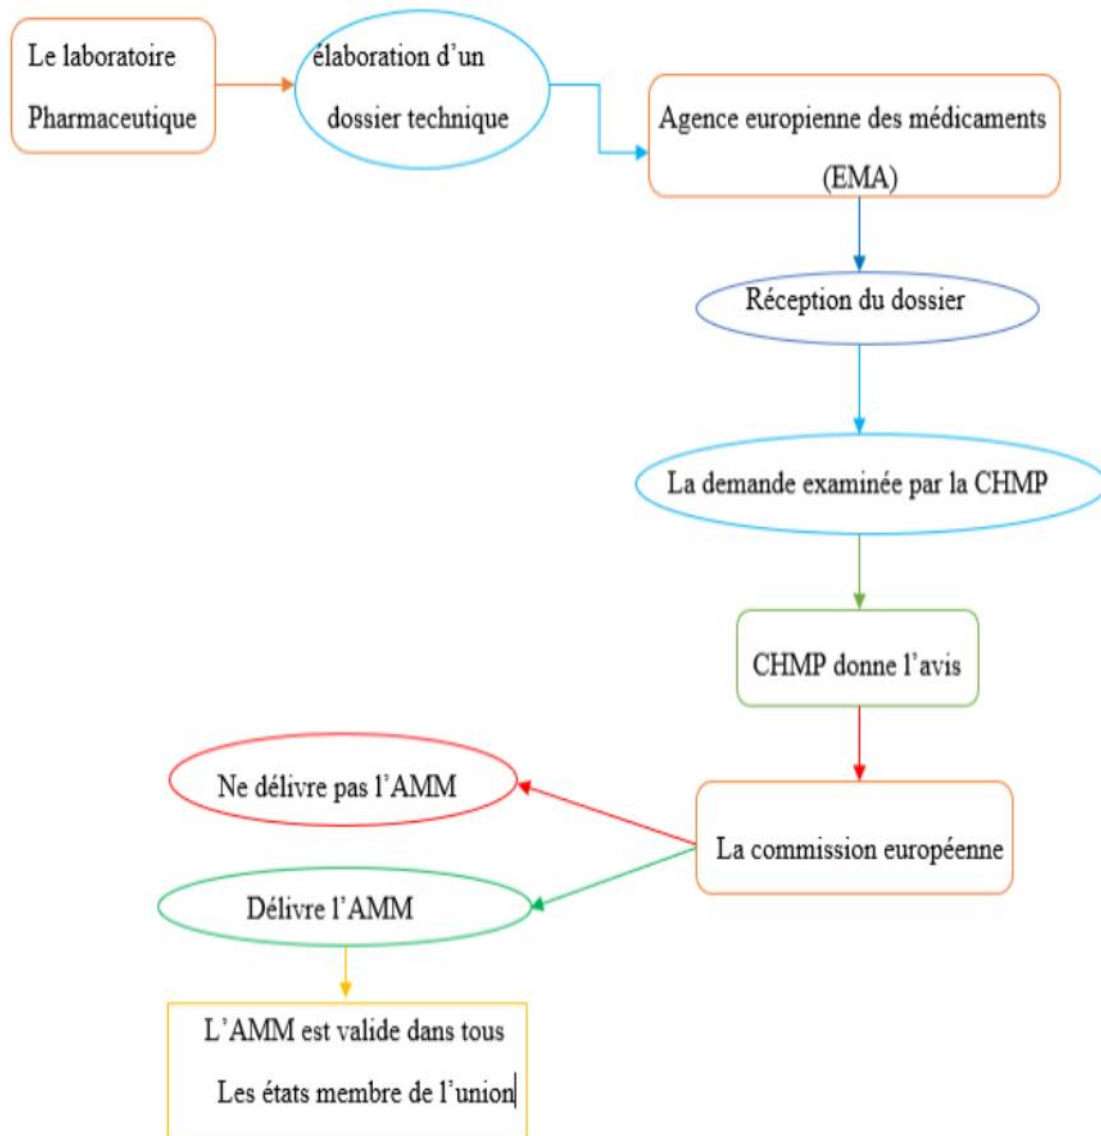 Le laboratoire
Pharmaceutique
élaboration d'un
dossier technique
Agence europienne des médicaments
(EMA)
Réception du dossier
La demande examinée par la CHMP
CHMP donne l'avis
La commission européenne
Ne délivre pas l'AMM
Délivre l'AMM
L'AMM est valide dans tous
Les états membre de l'union